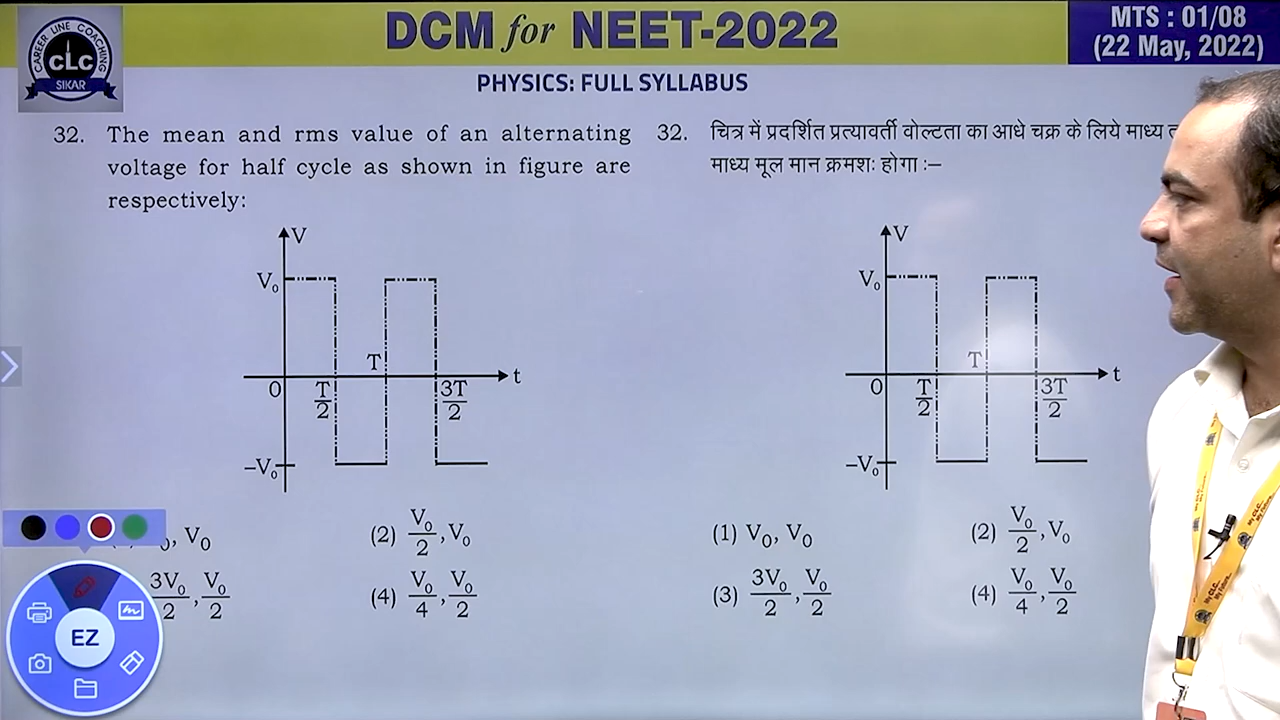 CAREER LINE COACHING
CLC
SIKAR
DCM for NEET-2022
MTS : 01/08
(22 May, 2022)
PHYSICS: FULL SYLLABUS
32. The mean and rms value of an alternating
voltage for half cycle as shown in figure are
respectively:
V
V₀
T
0
T/2
3T/2
t
–V₀
₀, V₀
(2) V₀/2, V₀
3V₀/2, V₀/2
(4) V₀/4, V₀/2
32. चित्र में प्रदर्शित प्रत्यावर्ती वोल्टता का आधे चक्र के लिये माध्य
माध्य मूल मान क्रमशः होगा :–
V
V₀
T
0
T/2
3T/2
t
–V₀
(1) V₀, V₀
(2) V₀/2, V₀
(3) 3V₀/2, V₀/2
(4) V₀/4, V₀/2
EZ